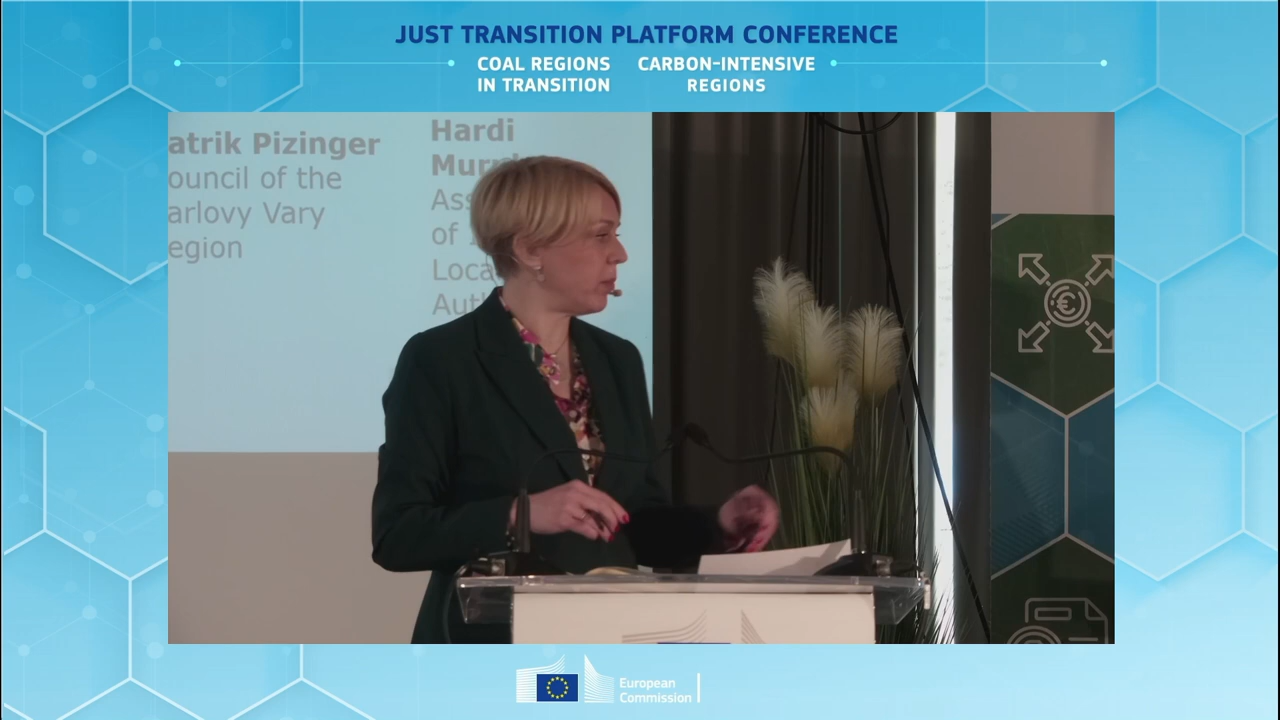 JUST TRANSITION PLATFORM CONFERENCE
COAL REGIONS
IN TRANSITION
CARBON-INTENSIVE
REGIONS
atrik Pizinger
ouncil of the
arlovy Vary
egion
Hardi
of
European
Commission